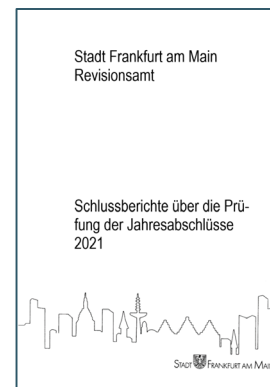 Stadt Frankfurt am Main
Revisionsamt
Schlussberichte über die Prü-
fung der Jahresabschlüsse
2021
STADT FRANKFURT AM MAIN